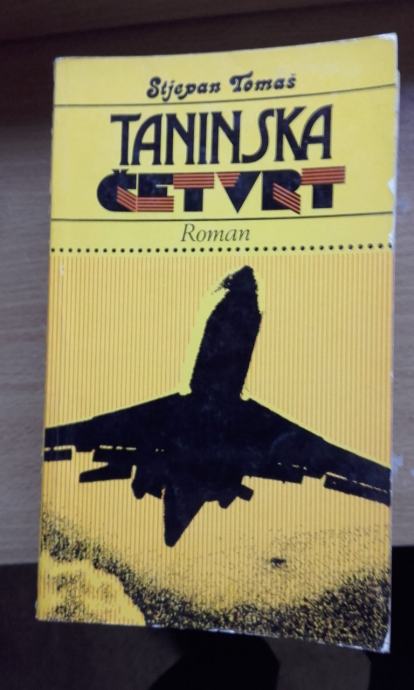 Stjepan Tomaš
TANINSKA
ČETVRT
Roman